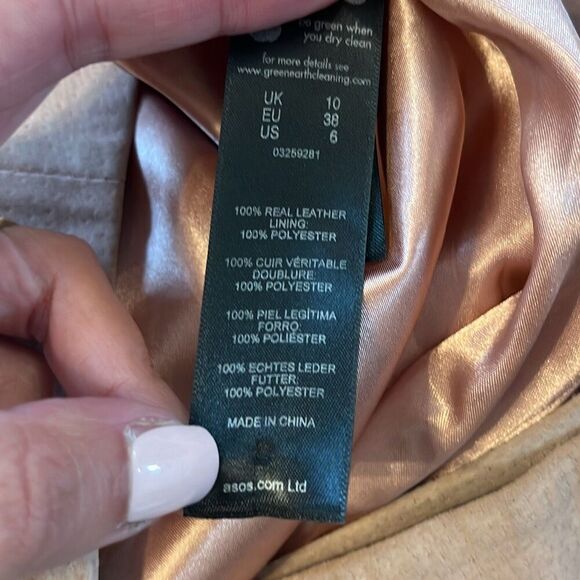 be green when
you dry clean
for more details see
www.greenearthcleaning.com
UK 10
EU 38
US 6
03259281
100% REAL LEATHER
LINING:
100% POLYESTER
100% CUIR VÉRITABLE
DOUBLURE:
100% POLYESTER
100% PIEL LEGÍTIMA
FORRO:
100% POLIÉSTER
100% ECHTES LEDER
FUTTER:
100% POLYESTER
MADE IN CHINA
asos.com Ltd